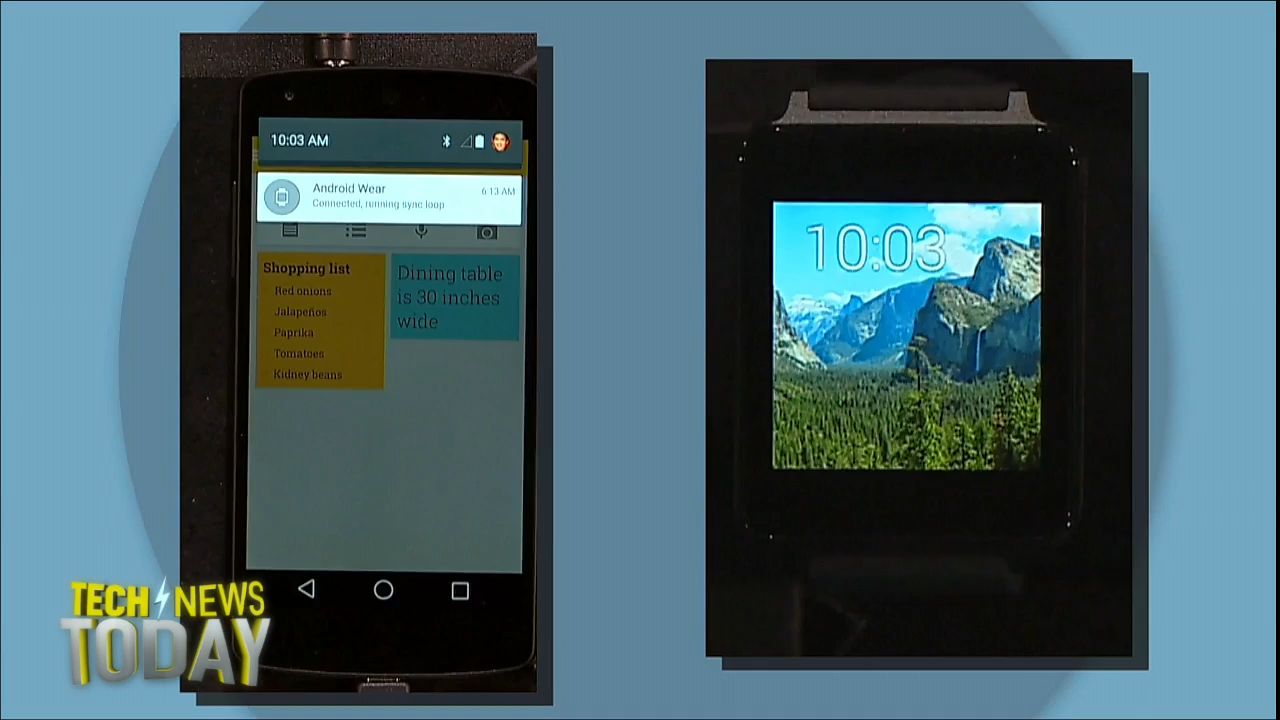 10:03 AM
Android Wear
6:13 AM
Connected, running sync loop
Shopping list
Red onions
Jalapeños
Paprika
Tomatoes
Kidney beans
Dining table
is 30 inches
wide
10:03
TECH NEWS
TODAY